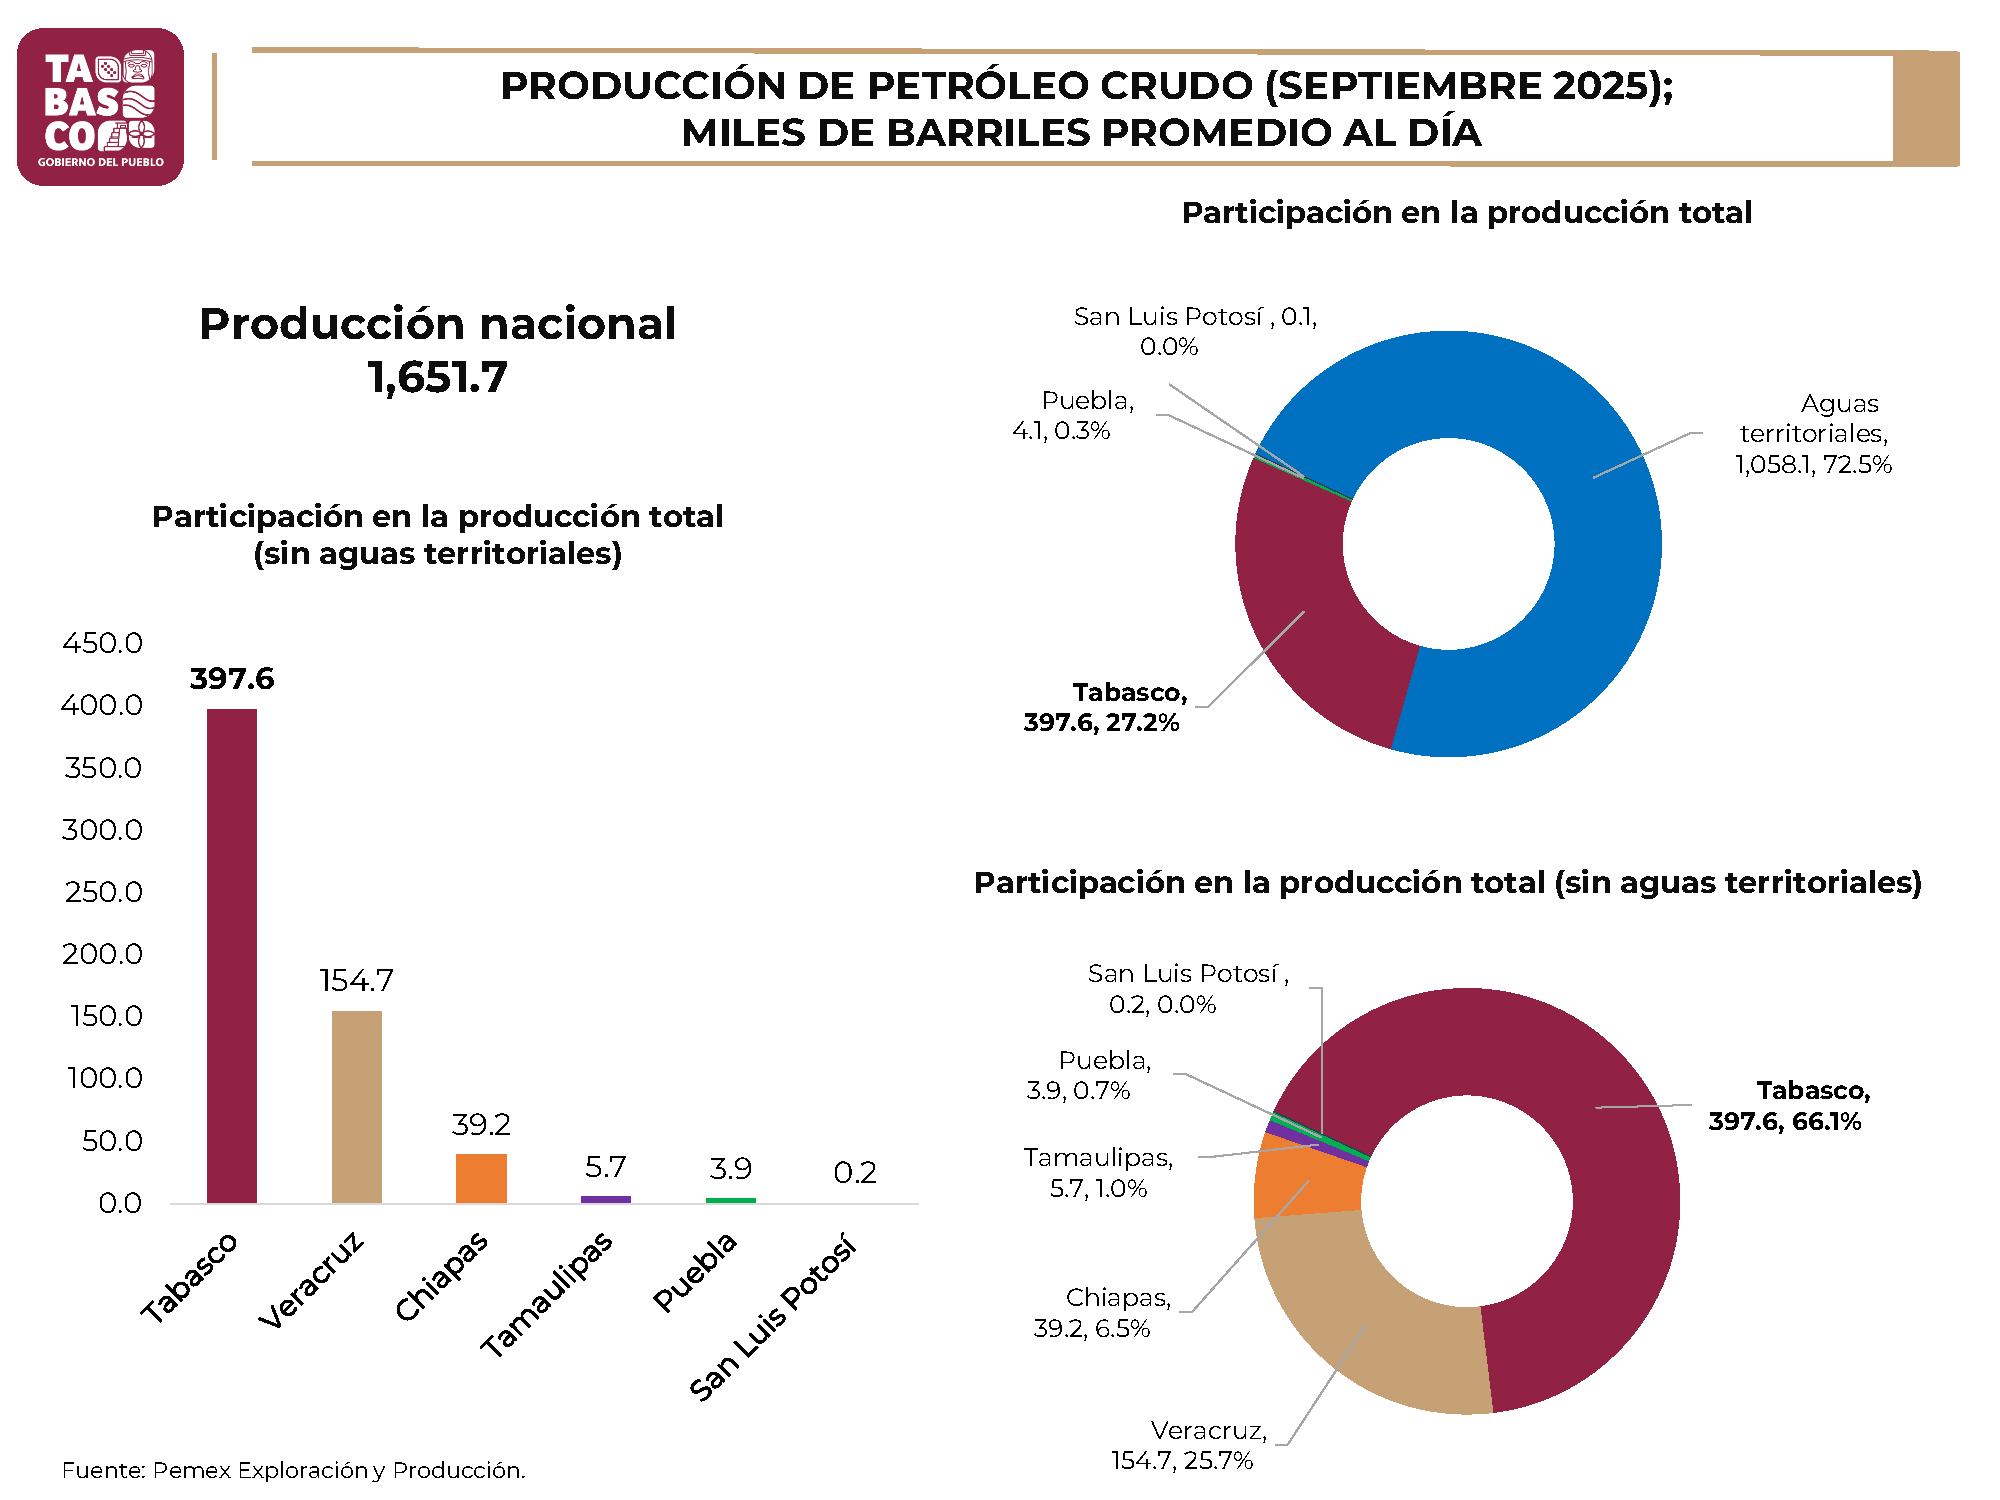 TA
BAS
CO
GOBIERNO DEL PUEBLO
PRODUCCIÓN DE PETRÓLEO CRUDO (SEPTIEMBRE 2025);
MILES DE BARRILES PROMEDIO AL DÍA
Producción nacional
1,651.7
Participación en la producción total
(sin aguas territoriales)
450.0
400.0
350.0
300.0
250.0
200.0
150.0
100.0
50.0
0.0
397.6
154.7
39.2
5.7
3.9
0.2
Tabasco
Veracruz
Chiapas
Tamaulipas
Puebla
San Luis Potosí
Fuente: Pemex Exploración y Producción.
Participación en la producción total
San Luis Potosí , 0.1,
0.0%
Puebla,
4.1, 0.3%
Aguas
territoriales,
1,058.1, 72.5%
Tabasco,
397.6, 27.2%
Participación en la producción total (sin aguas territoriales)
San Luis Potosí ,
0.2, 0.0%
Puebla,
3.9, 0.7%
Tamaulipas,
5.7, 1.0%
Chiapas,
39.2, 6.5%
Veracruz,
154.7, 25.7%
Tabasco,
397.6, 66.1%